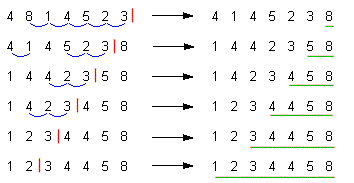 4 8 1 4 5 2 3 4 1 4 5 2 3 8
4 1 4 5 2 3 8 1 4 4 2 3 5 8
1 4 4 2 3 5 8 1 4 2 3 4 5 8
1 4 2 3 4 5 8 1 2 3 4 4 5 8
1 2 3 4 4 5 8 1 2 3 4 4 5 8
1 2 3 4 4 5 8 1 2 3 4 4 5 8